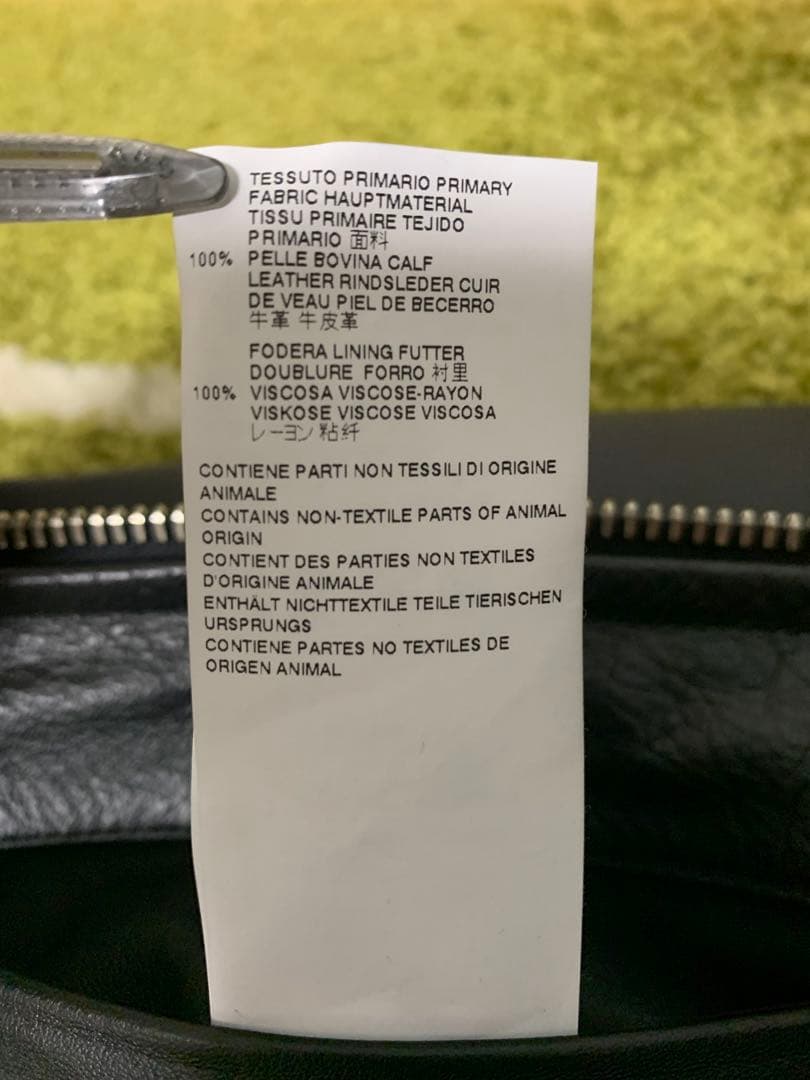 TESSUTO PRIMARIO PRIMARY
FABRIC HAUPTMATERIAL
TISSU PRIMAIRE TEJIDO
PRIMARIO 面料
100% PELLE BOVINA CALF
LEATHER RINDSLEDER CUIR
DE VEAU PIEL DE BECERRO
牛革 牛皮革
FODERA LINING FUTTER
DOUBLURE FORRO 衬里
100% VISCOSA VISCOSE-RAYON
VISKOSE VISCOSE VISCOSA
レーヨン 粘纤
CONTIENE PARTI NON TESSILI DI ORIGINE
ANIMALE
CONTAINS NON-TEXTILE PARTS OF ANIMAL
ORIGIN
CONTIENT DES PARTIES NON TEXTILES
D'ORIGINE ANIMALE
ENTHÄLT NICHTTEXTILE TEILE TIERISCHEN
URSPRUNGS
CONTIENE PARTES NO TEXTILES DE
ORIGEN ANIMAL